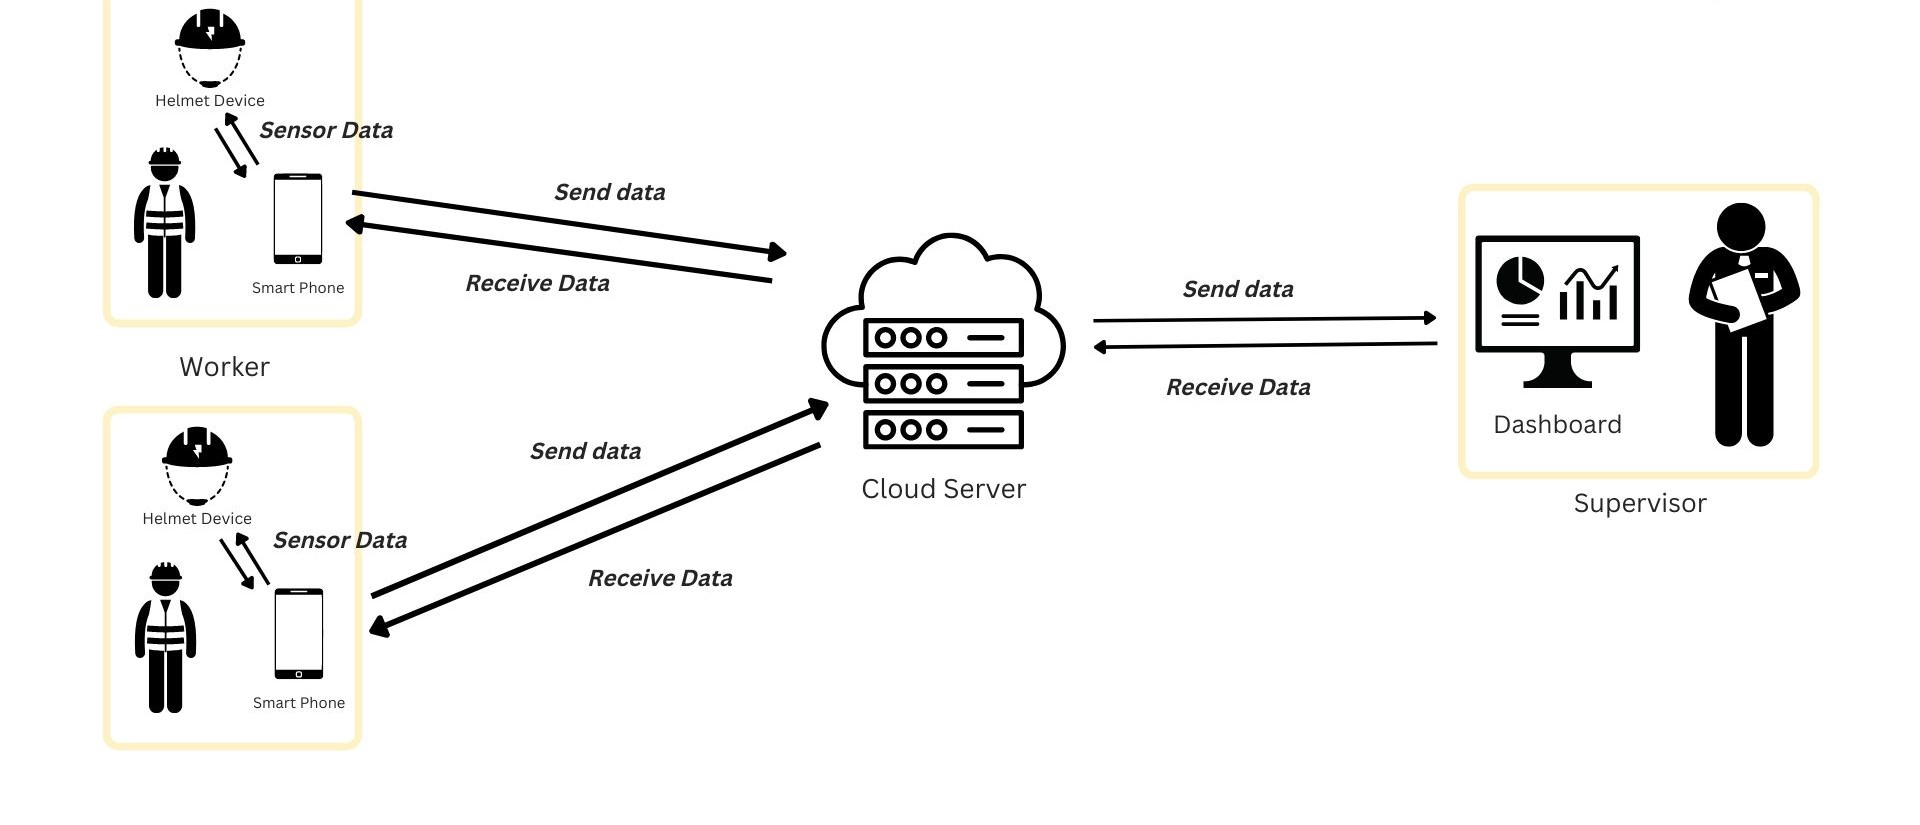 Helmet Device
Sensor Data
Smart Phone
Worker
Send data
Receive Data
Helmet Device
Sensor Data
Smart Phone
Send data
Receive Data
Cloud Server
Send data
Receive Data
Dashboard
Supervisor